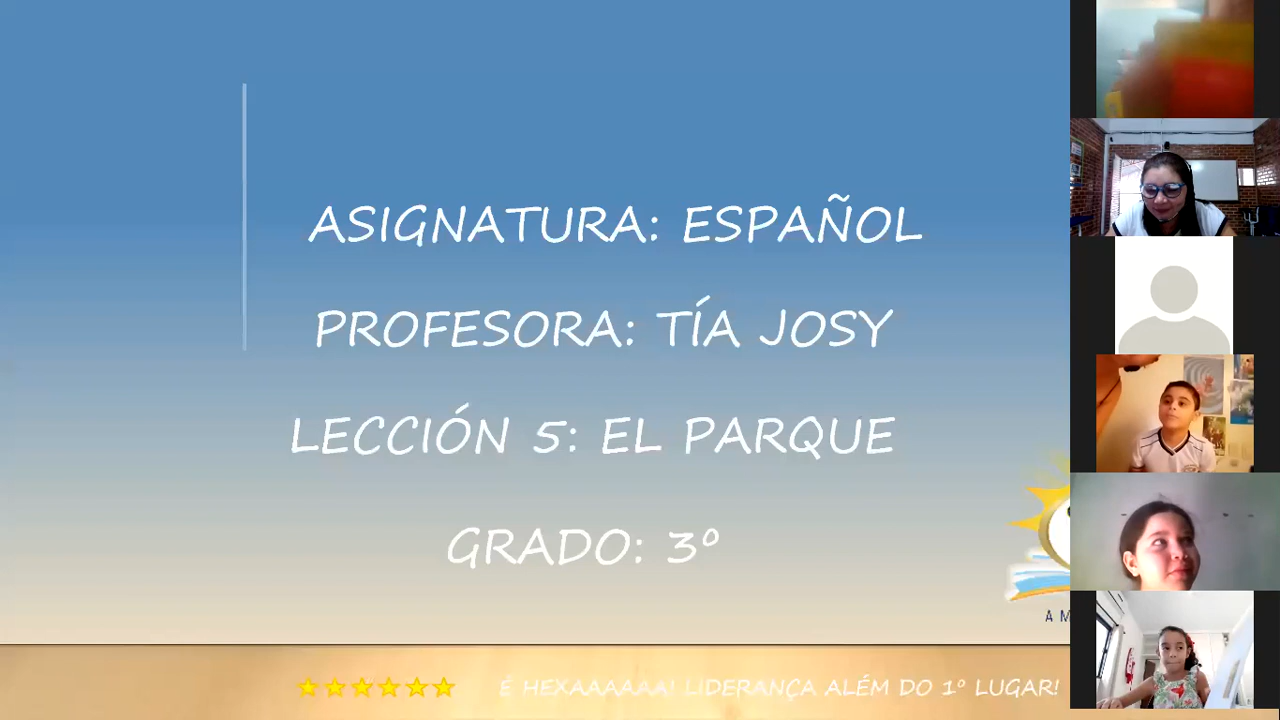 ASIGNATURA: ESPAÑOL
PROFESORA: TÍA JOSY
LECCIÓN 5: EL PARQUE
GRADO: 3º
É HEXAAAAAA! LIDERANÇA ALÉM DO 1º LUGAR!